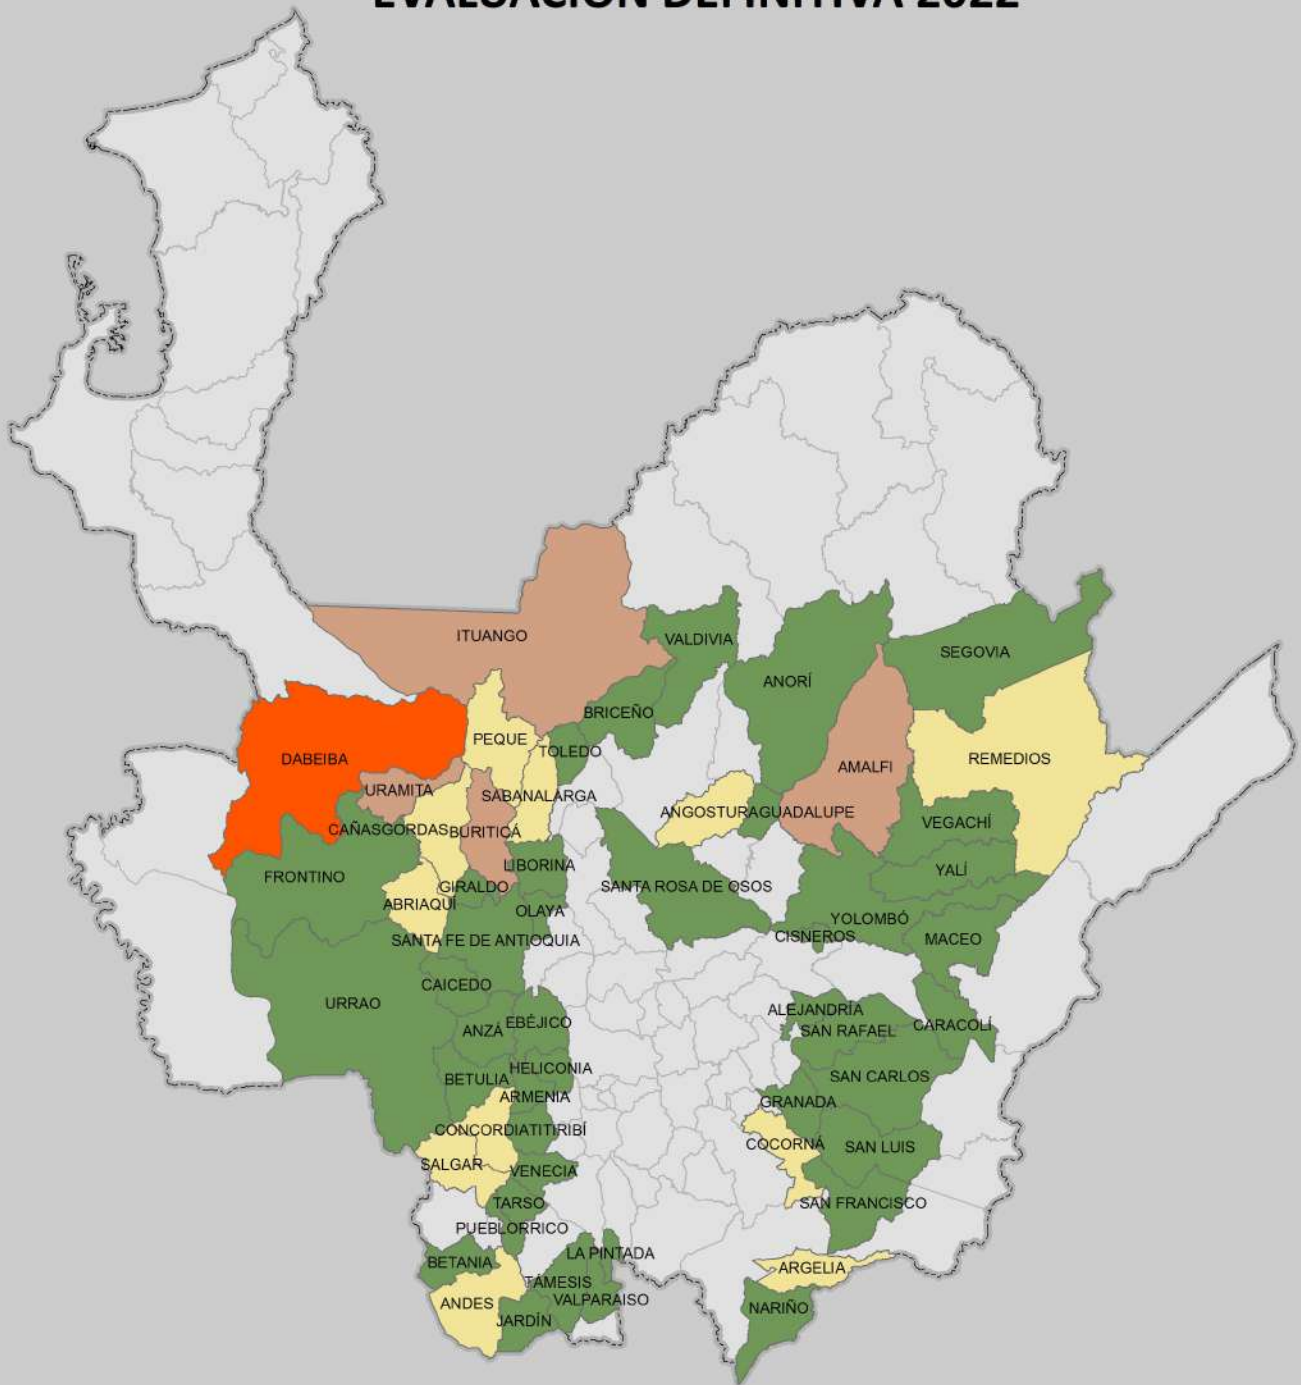 EVALUACIÓN DEFINITIVA 2022
ITUANGO
VALDIVIA
SEGOVIA
ANORÍ
BRICEÑO
PEQUE
TOLEDO
DABEIBA
REMEDIOS
AMALFI
URAMITA
SABANALARGA
ANGOSTURA
GUADALUPE
VEGACHÍ
CAÑASGORDAS
BURITICÁ
LIBORINA
YALÍ
FRONTINO
GIRALDO
SANTA ROSA DE OSOS
ABRIAQUÍ
OLAYA
YOLOMBÓ
CISNEROS
MACEO
SANTA FE DE ANTIOQUIA
CAICEDO
URRAO
ALEJANDRÍA
EBÉJICO
ANZÁ
SAN RAFAEL
CARACOLÍ
HELICONIA
BETULIA
SAN CARLOS
ARMENIA
GRANADA
CONCORDIA
TITIRIBÍ
COCORNÁ
SAN LUIS
SALGAR
VENECIA
TARSO
SAN FRANCISCO
PUEBLORRICO
LA PINTADA
BETANIA
ARGELIA
TÁMESIS
ANDES
VALPARAISO
NARIÑO
JARDÍN